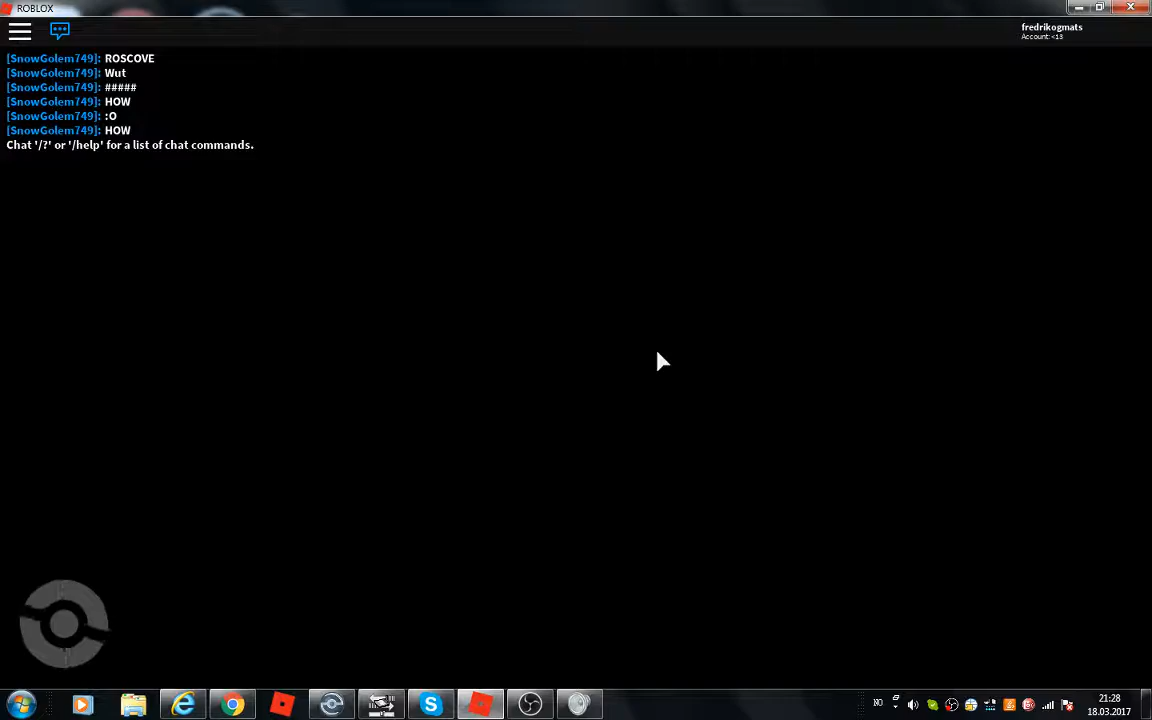 ROBLOX
fredrikogmats
Account: <13
[SnowGolem749]: ROSCOVE
[SnowGolem749]: Wut
[SnowGolem749]: #####
[SnowGolem749]: HOW
[SnowGolem749]: :O
[SnowGolem749]: HOW
Chat '/?' or '/help' for a list of chat commands.
NO
21:28
18.03.2017